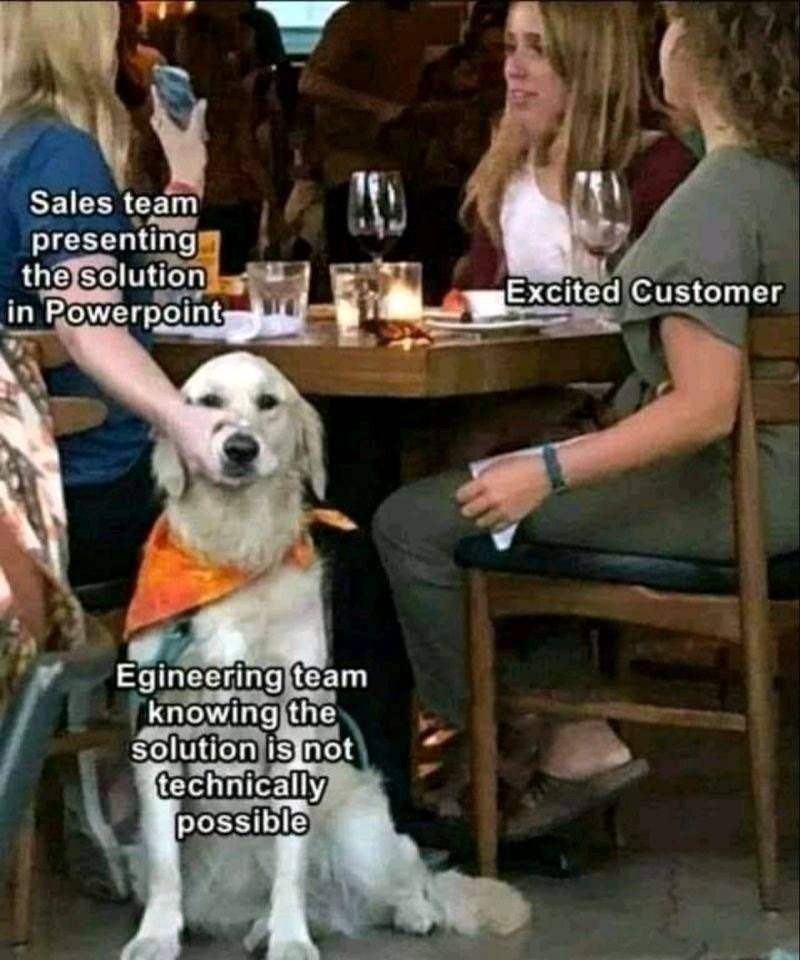 Sales team
presenting
the solution
in Powerpoint
Excited Customer
Egineering team
knowing the
solution is not
technically
possible